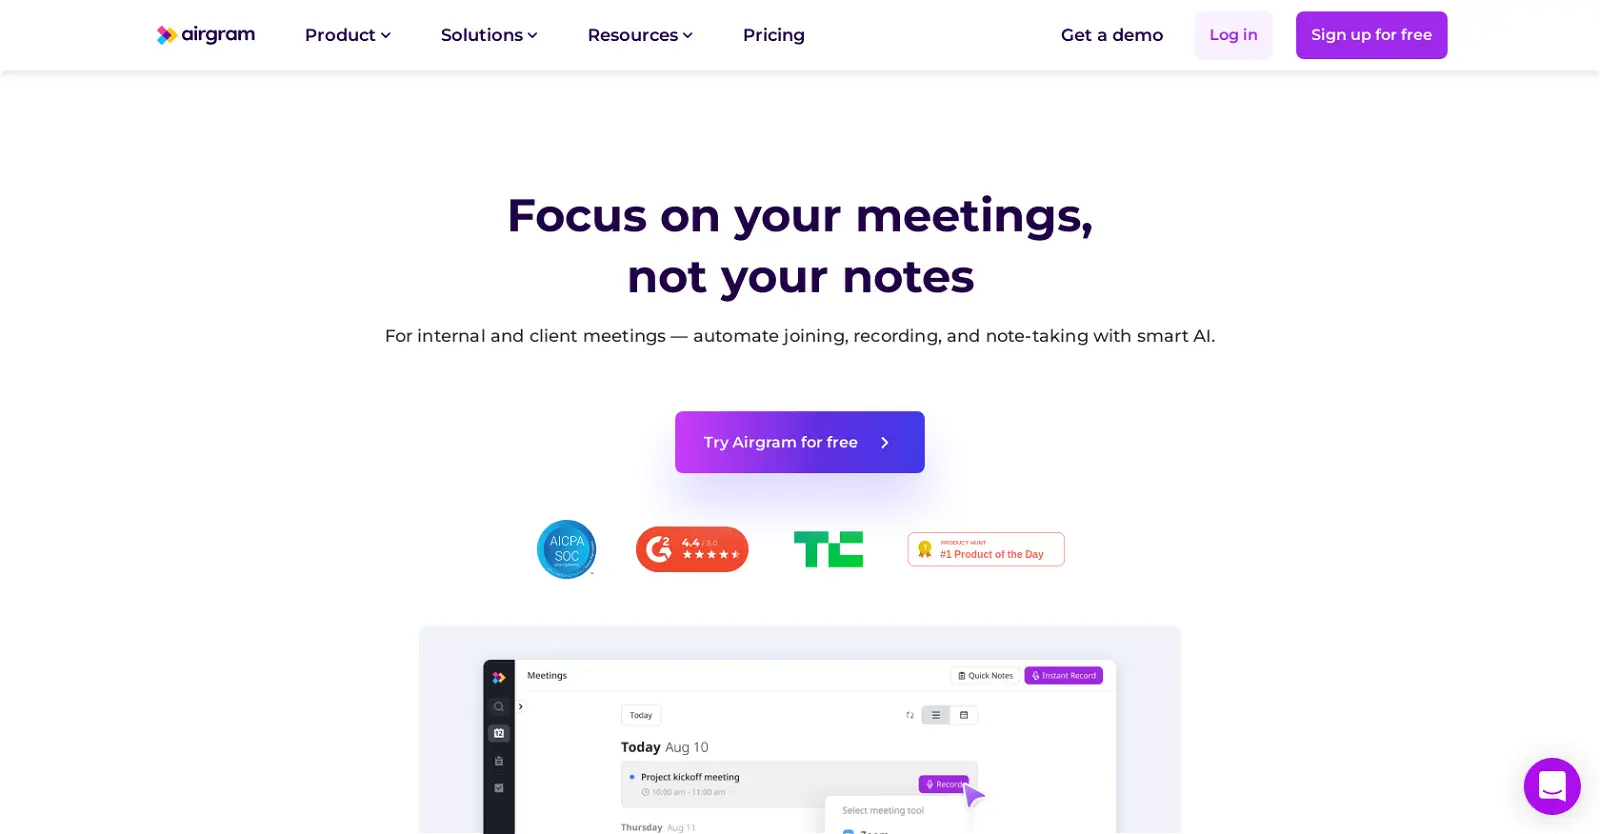 airgram
Product
Solutions
Resources
Pricing
Get a demo
Log in
Sign up for free
Focus on your meetings,
not your notes
For internal and client meetings — automate joining, recording, and note-taking with smart AI.
Try Airgram for free
AICPA
SOC
G2
4.4 / 5.0
TC
PRODUCT HUNT
#1 Product of the Day
Meetings
Quick Notes
Instant Record
Today
Today Aug 10
Project kickoff meeting
Record
10:00 am - 11:00 am
Select meeting tool
Thursday Aug 11
Zoom